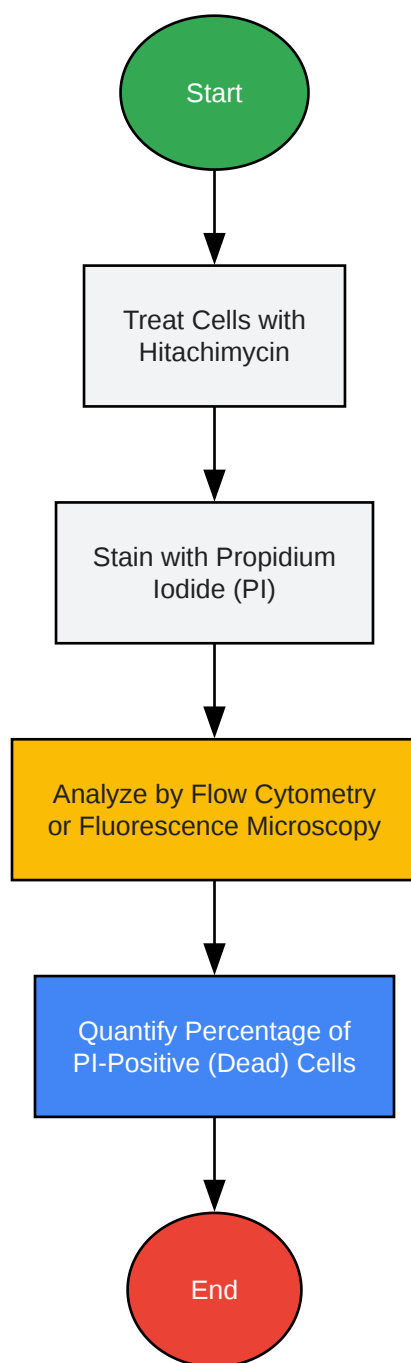 Start
Treat Cells with
Hitachimycin
Stain with Propidium
Iodide (PI)
Analyze by Flow Cytometry
or Fluorescence Microscopy
Quantify Percentage of
PI-Positive (Dead) Cells
End